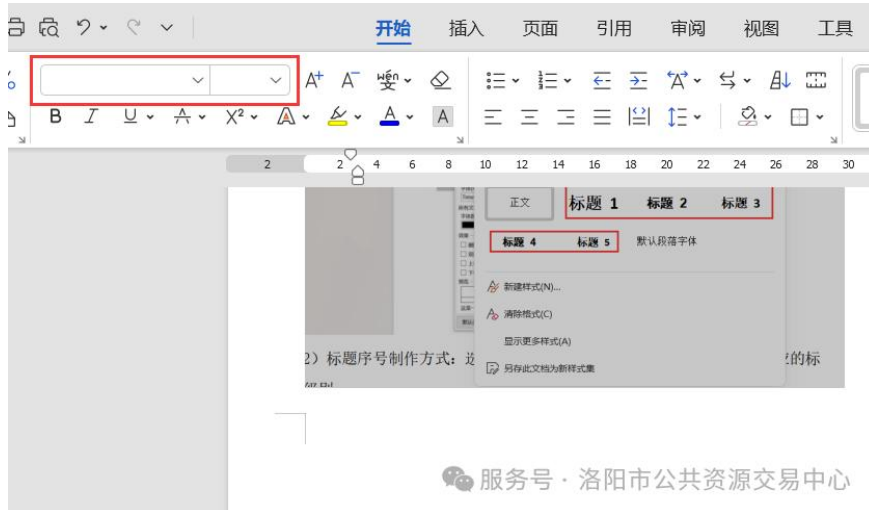 开始 插入 页面 引用 审阅 视图 工具
A+ A- wén 变
B I U A X² A A A
2 2 4 6 8 10 12 14 16 18 20 22 24 26 28 30
正文 标题 1 标题 2 标题 3
标题 4 标题 5 默认段落字体
新建样式(N)...
清除格式(C)
显示更多样式(A)
另存此文档为新样式集
2）标题序号制作方式：选 的标
服务号 · 洛阳市公共资源交易中心